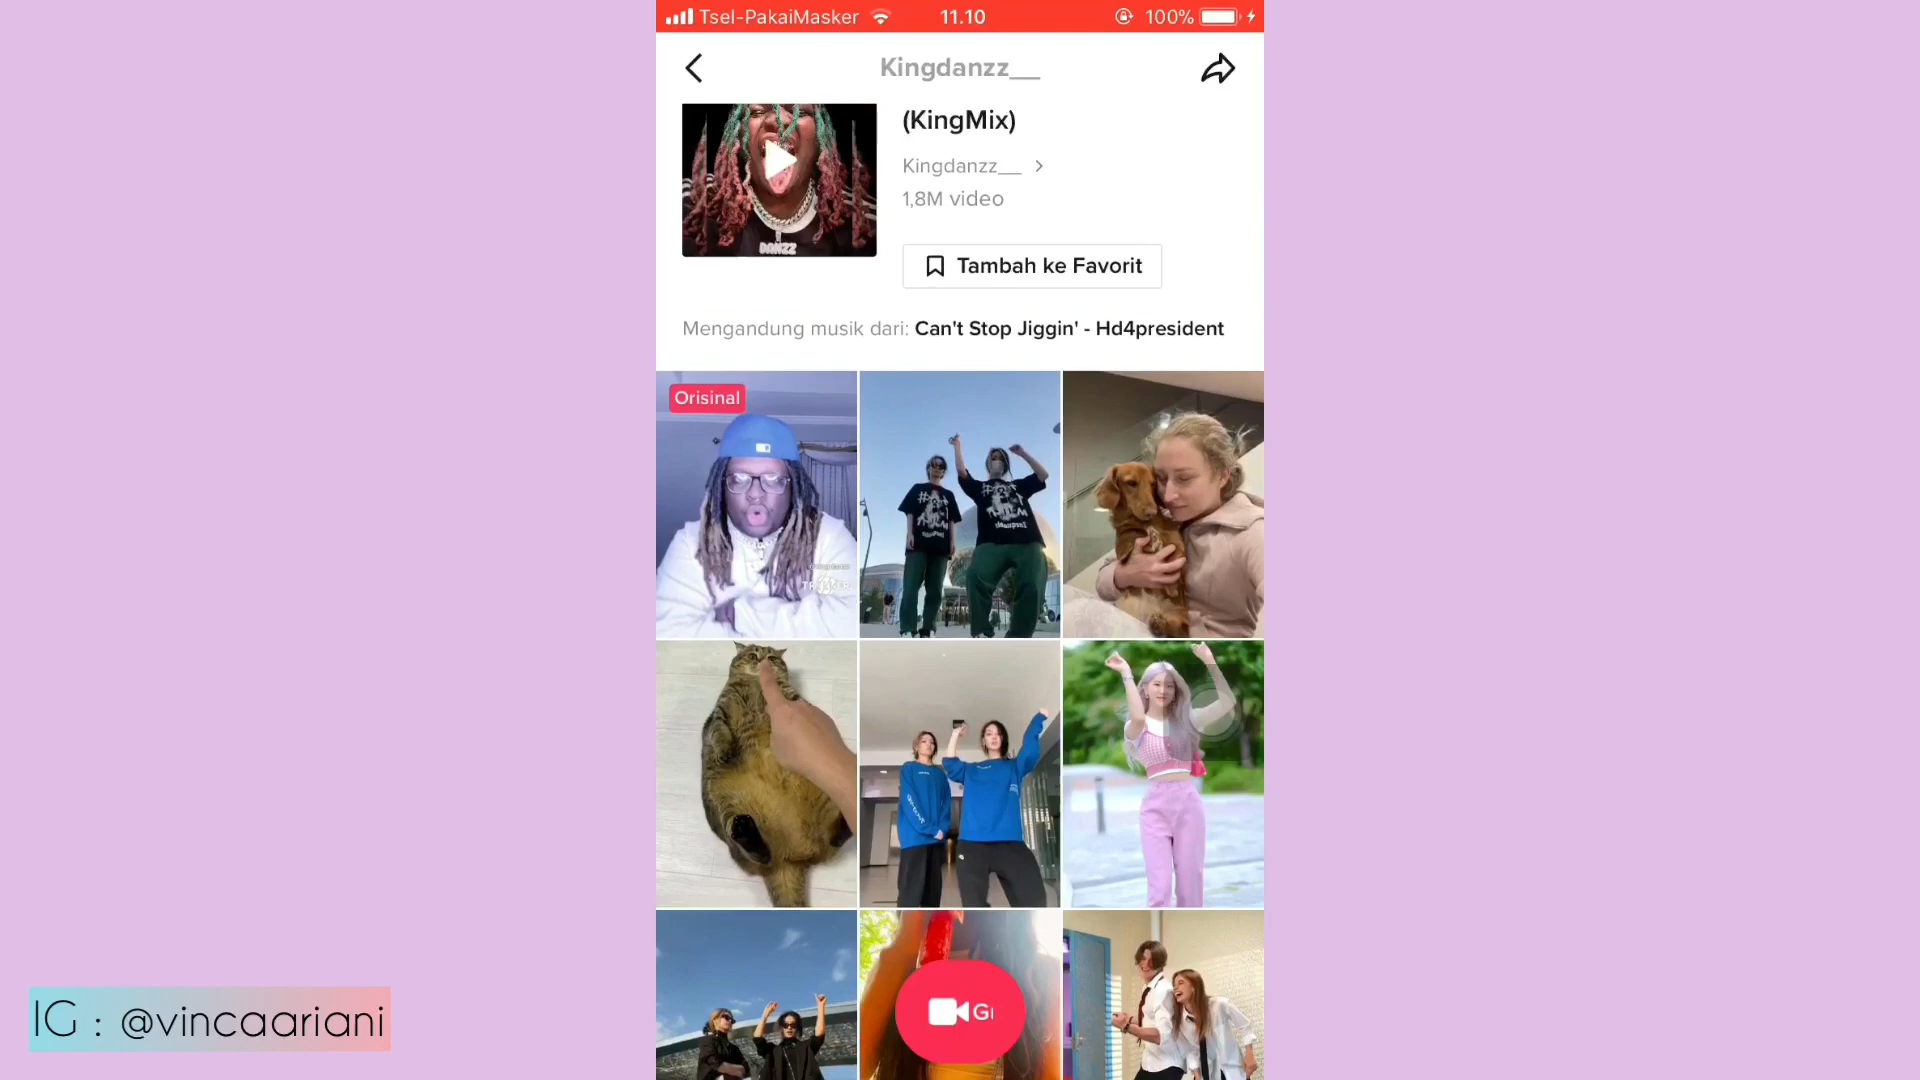 Tsel-PakaiMasker 11.10 100%
Kingdanzz__
(KingMix)
Kingdanzz__ >
1,8M video
Tambah ke Favorit
Mengandung musik dari: Can't Stop Jiggin' - Hd4president
DANZZ
Orisinal
IG : @vincaariani